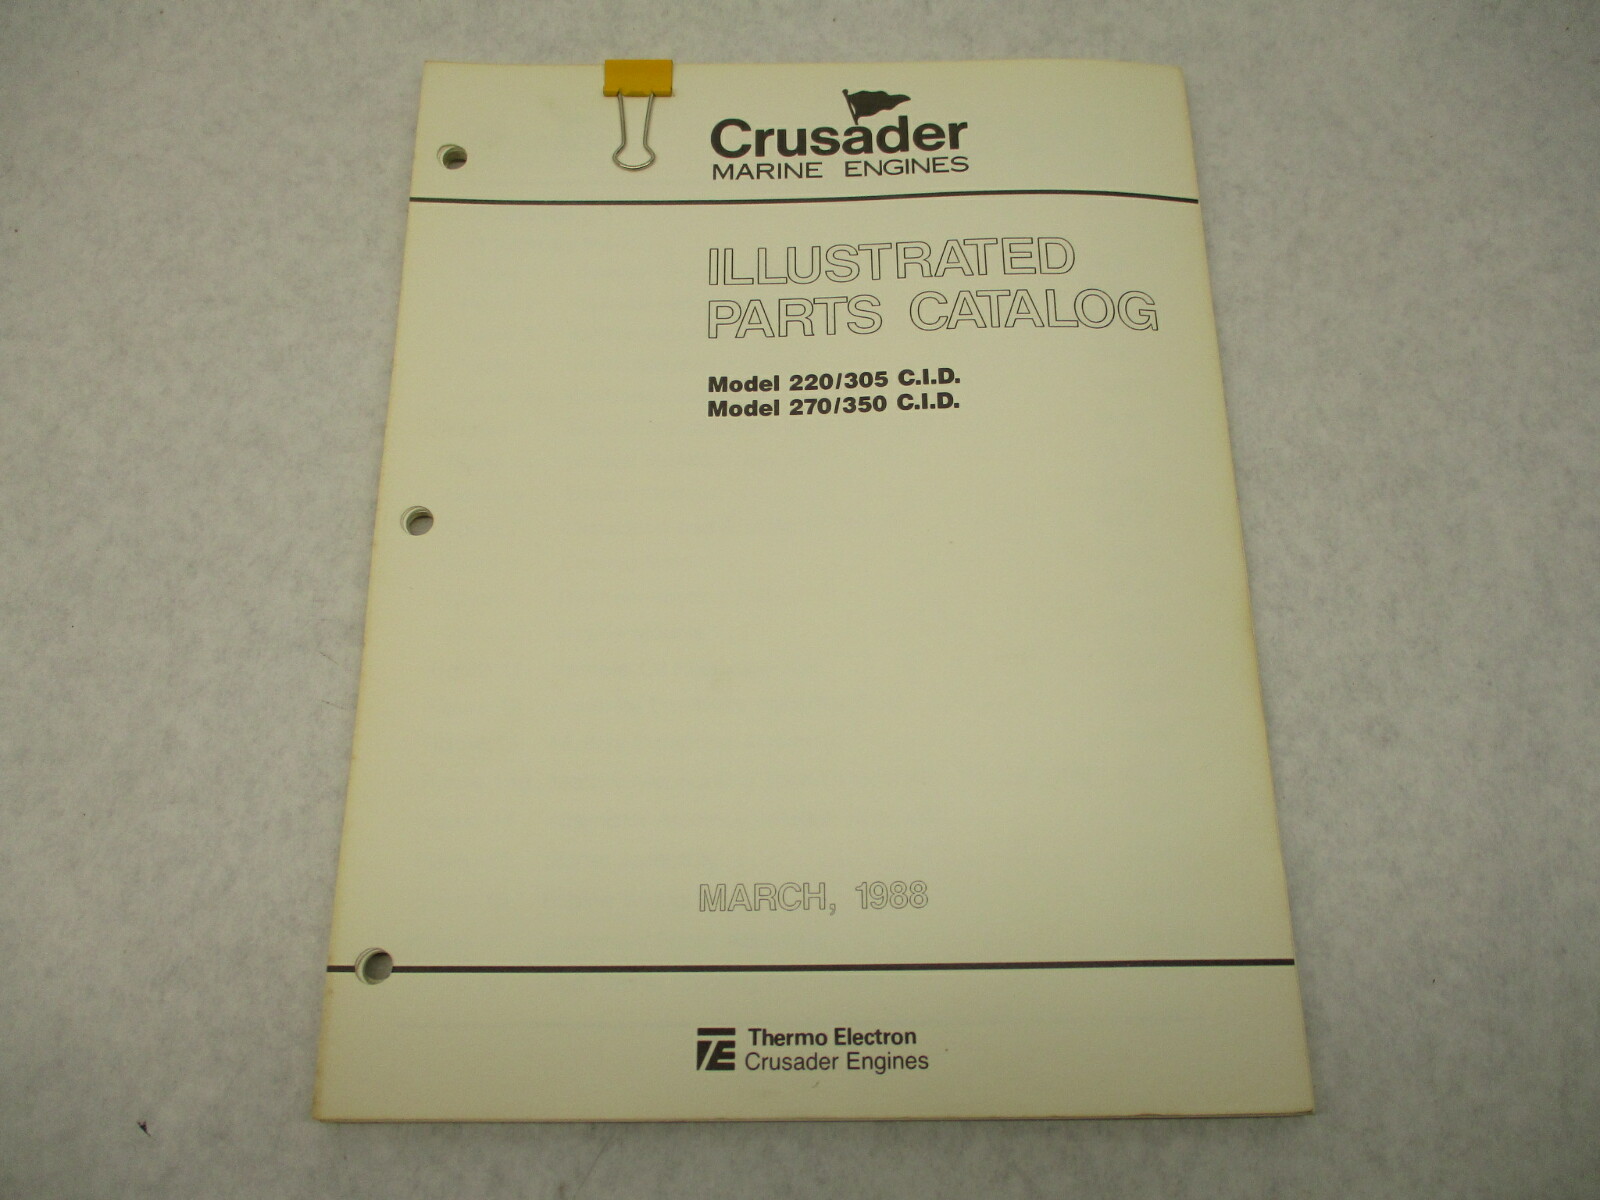 Crusader
MARINE ENGINES
ILLUSTRATED
PARTS CATALOG
Model 220/305 C.I.D.
Model 270/350 C.I.D.
MARCH, 1988
TE Thermo Electron
Crusader Engines